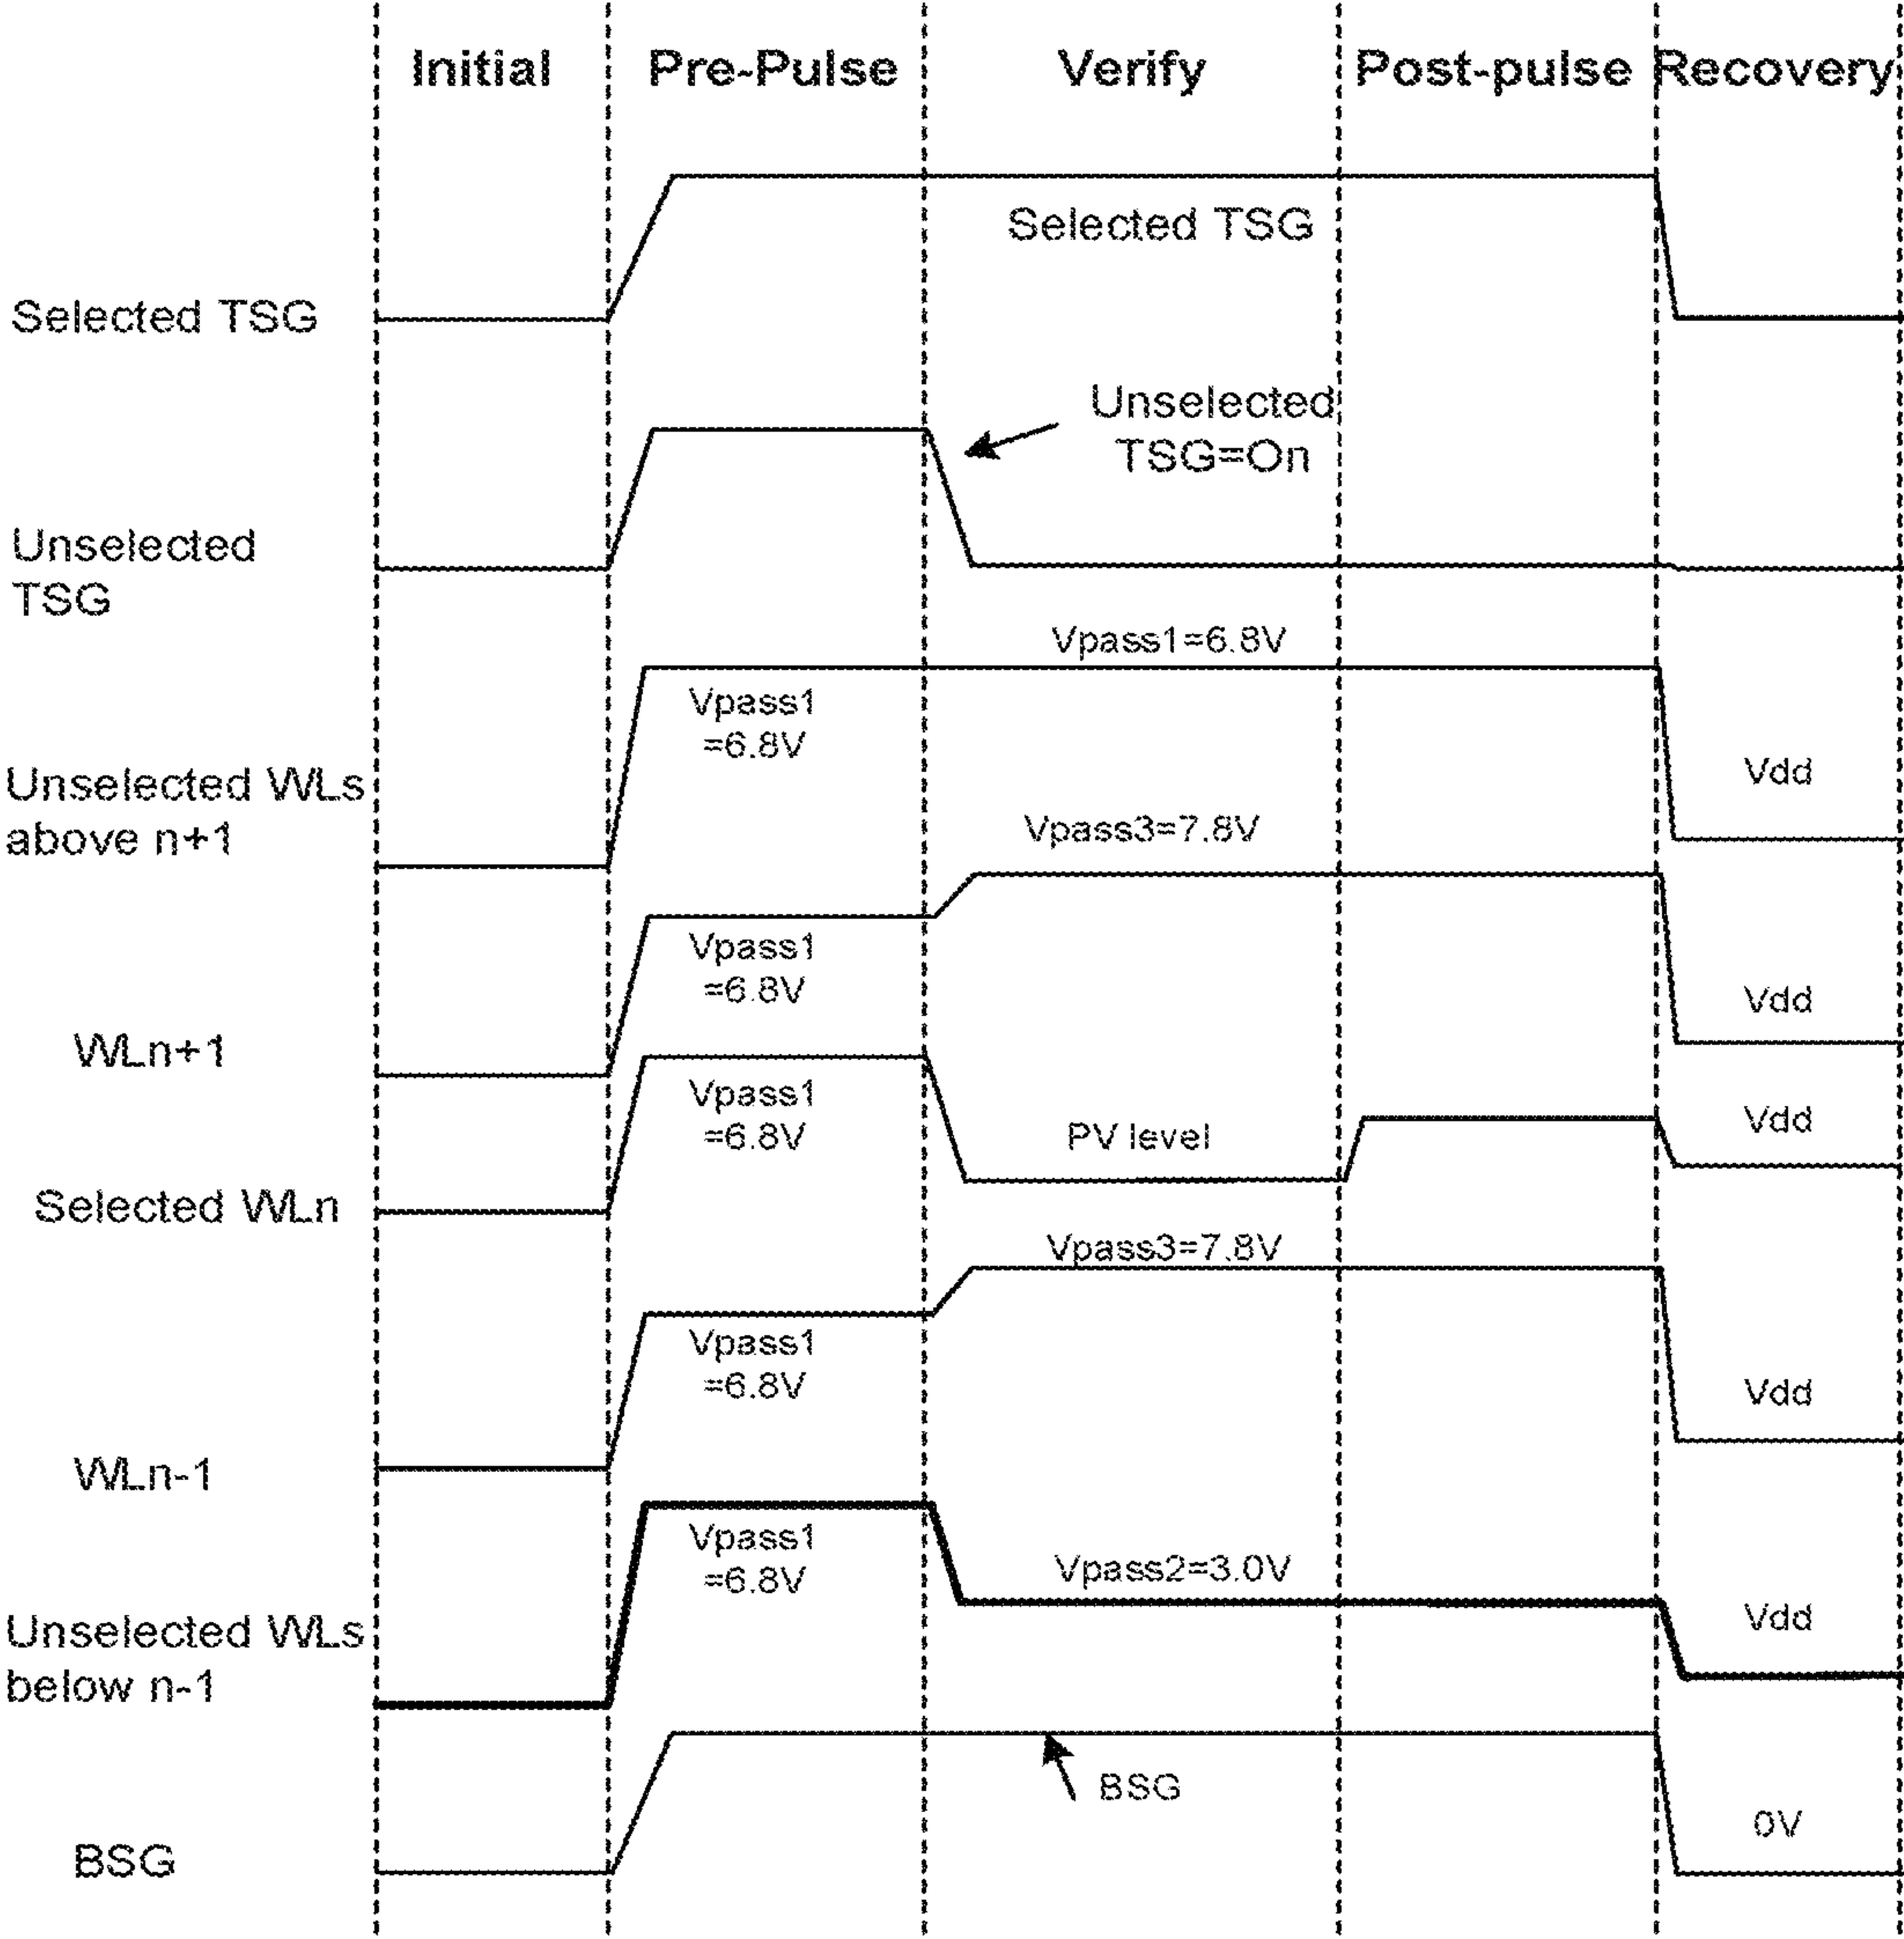 Initial
Pre-Pulse
Verify
Post-pulse
Recovery
Selected TSG
Selected TSG
Unselected
TSG=On
Unselected
TSG
Vpass1=6.8V
Vpass1
=6.8V
Unselected WLs
above n+1
Vdd
Vpass3=7.8V
Vpass1
=6.8V
Vdd
WLn+1
Vpass1
=6.8V
PV level
Vdd
Selected WLn
Vpass3=7.8V
Vpass1
=6.8V
Vdd
WLn-1
Vpass1
=6.8V
Vpass2=3.0V
Unselected WLs
below n-1
Vdd
BSG
0V
BSG